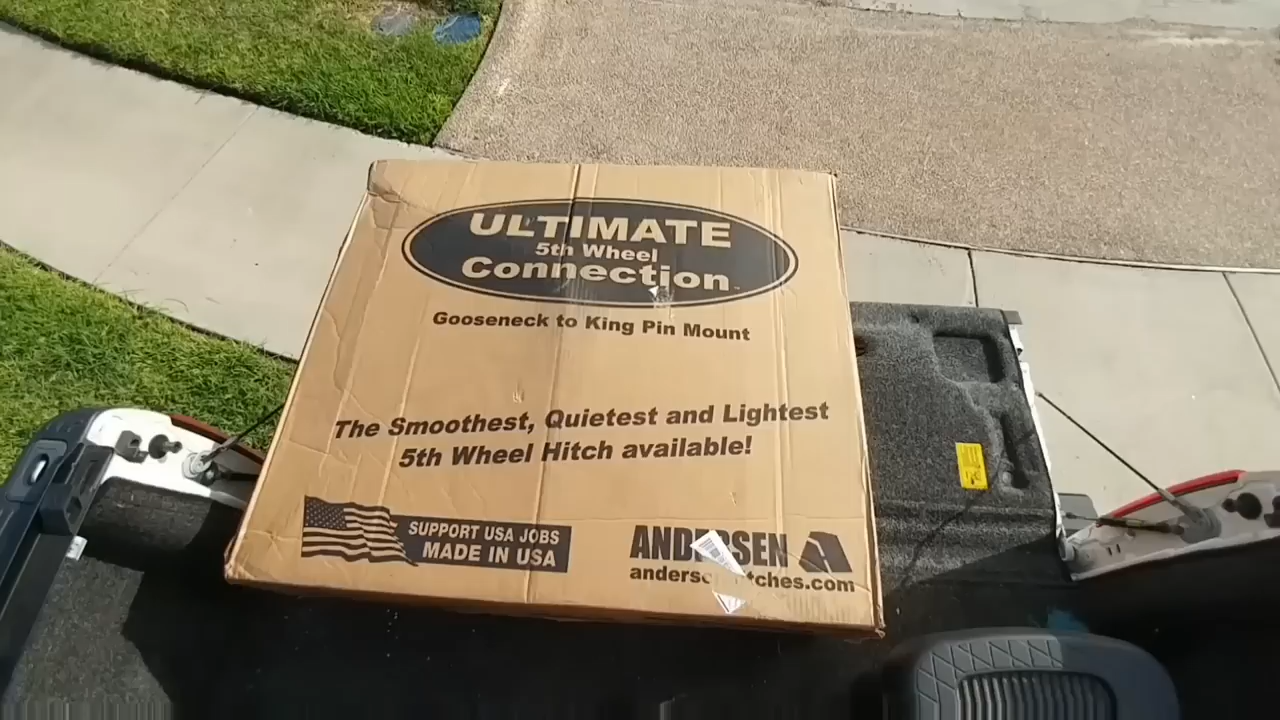 ULTIMATE
5th Wheel
Connection
Gooseneck to King Pin Mount
The Smoothest, Quietest and Lightest
5th Wheel Hitch available!
SUPPORT USA JOBS
MADE IN USA
ANDERSEN